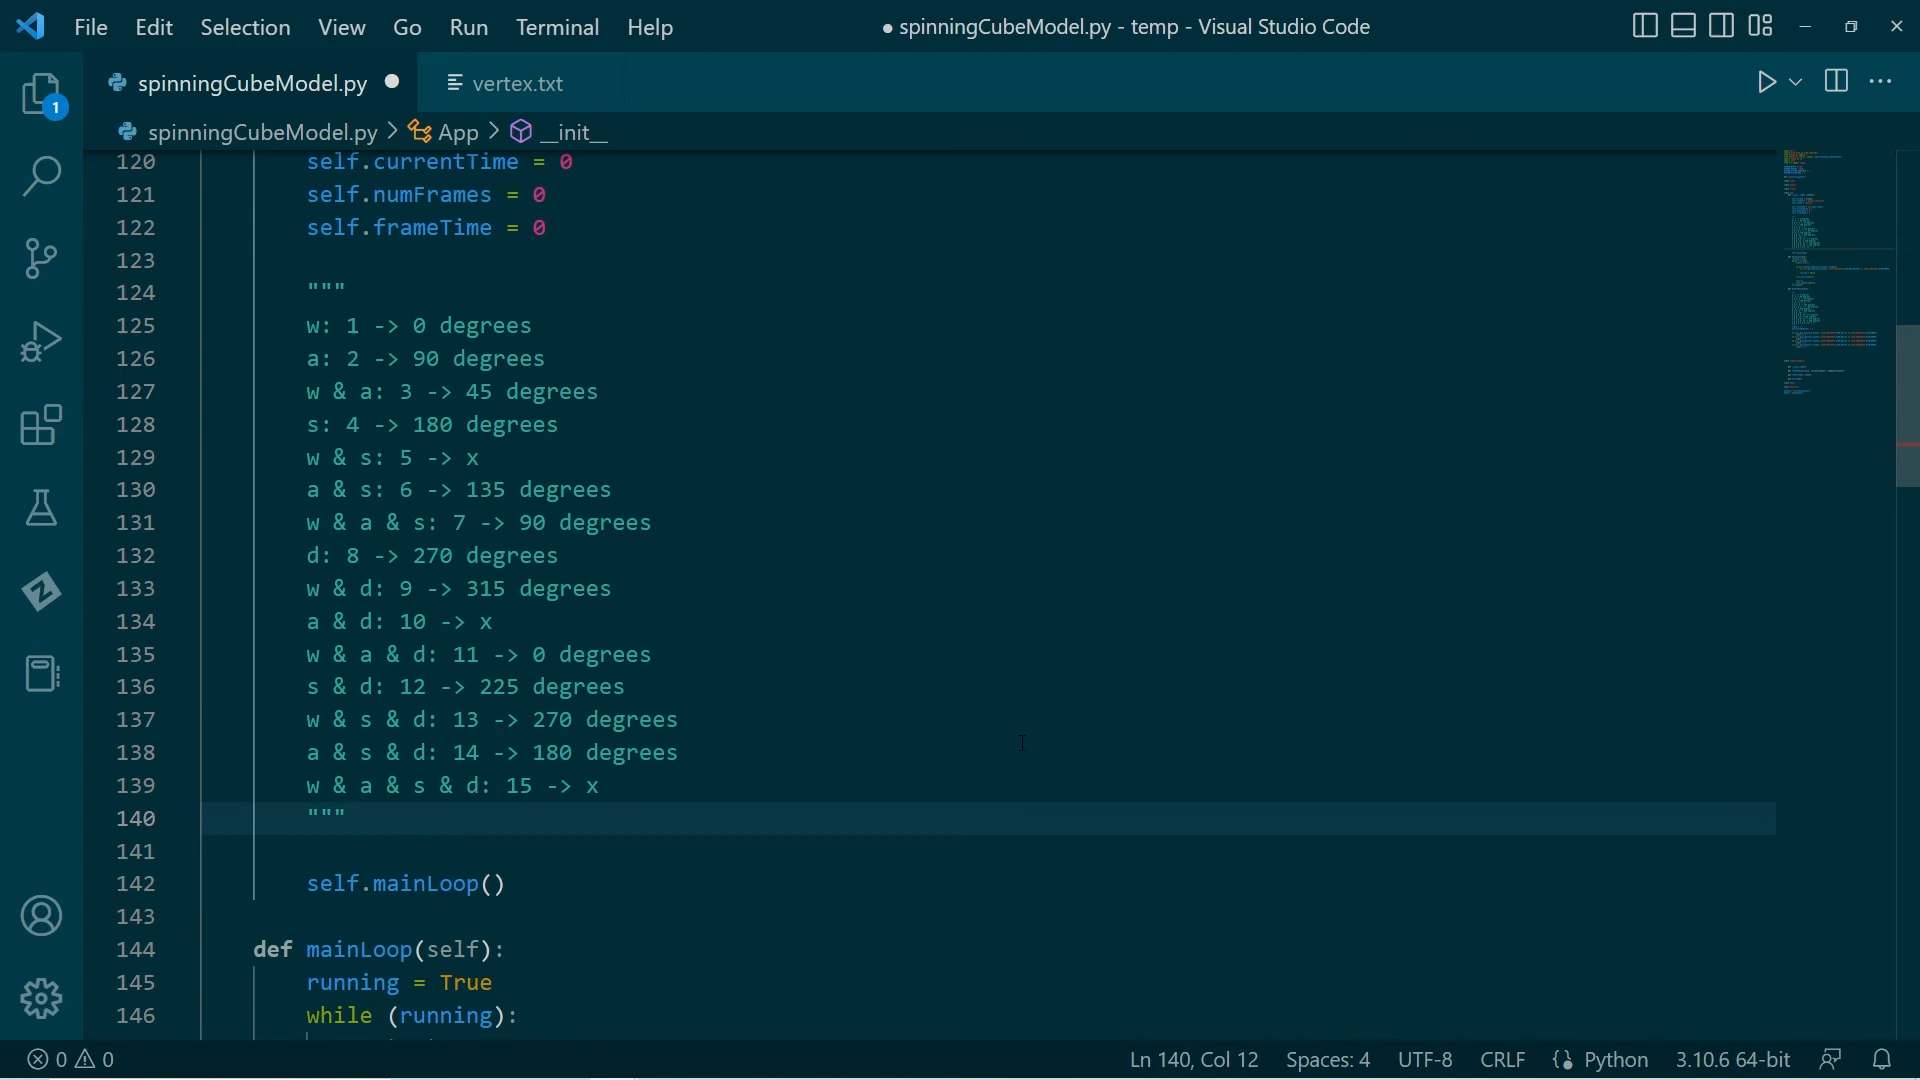 File Edit Selection View Go Run Terminal Help ● spinningCubeModel.py - temp - Visual Studio Code
spinningCubeModel.py ● vertex.txt
1
spinningCubeModel.py > App > __init__
120 self.currentTime = 0
121 self.numFrames = 0
122 self.frameTime = 0
123
124 """
125 w: 1 -> 0 degrees
126 a: 2 -> 90 degrees
127 w & a: 3 -> 45 degrees
128 s: 4 -> 180 degrees
129 w & s: 5 -> x
130 a & s: 6 -> 135 degrees
131 w & a & s: 7 -> 90 degrees
132 d: 8 -> 270 degrees
133 w & d: 9 -> 315 degrees
134 a & d: 10 -> x
135 w & a & d: 11 -> 0 degrees
136 s & d: 12 -> 225 degrees
137 w & s & d: 13 -> 270 degrees
138 a & s & d: 14 -> 180 degrees
139 w & a & s & d: 15 -> x
140 """
141
142 self.mainLoop()
143
144 def mainLoop(self):
145 running = True
146 while (running):
0 0 Ln 140, Col 12 Spaces: 4 UTF-8 CRLF Python 3.10.6 64-bit